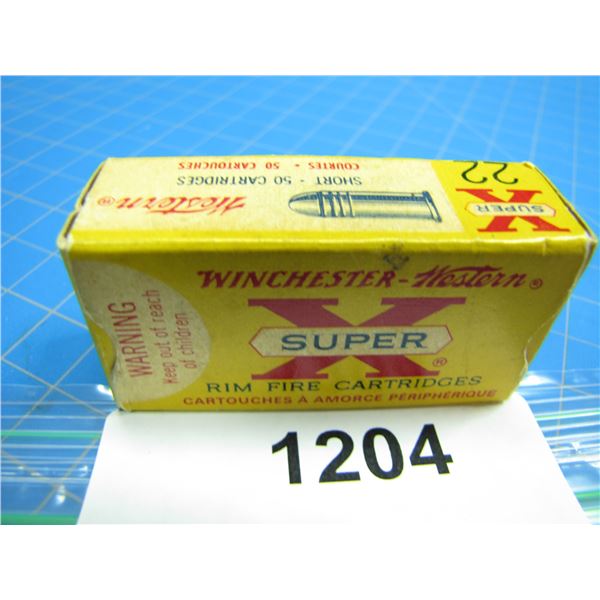 COURTES • 50 CARTOUCHES
SHORT • 50 CARTRIDGES
Western®
22
SUPER X
WINCHESTER-Western®
SUPER X®
RIM FIRE CARTRIDGES
CARTOUCHES À AMORCE PÉRIPHÉRIQUE
WARNING
Keep out of reach
of children
1204